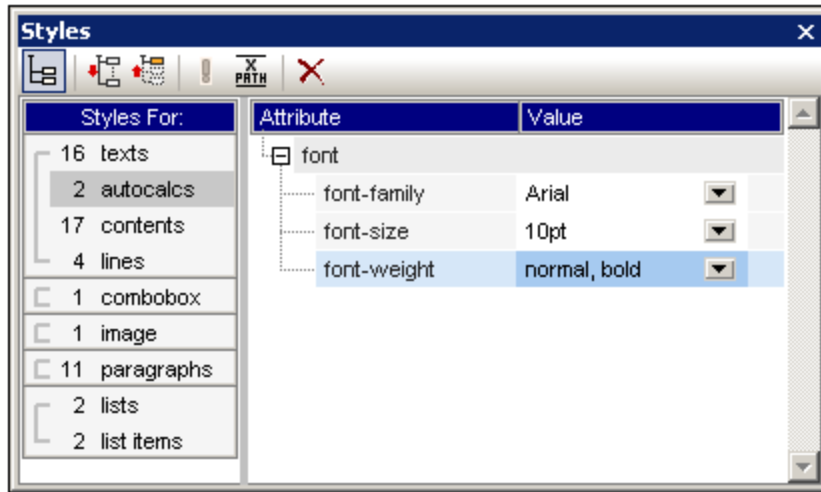 Styles
X
PATH
Styles For:
16 texts
2 autocalcs
17 contents
4 lines
1 combobox
1 image
11 paragraphs
2 lists
2 list items
Attribute Value
font
font-family Arial
font-size 10pt
font-weight normal, bold